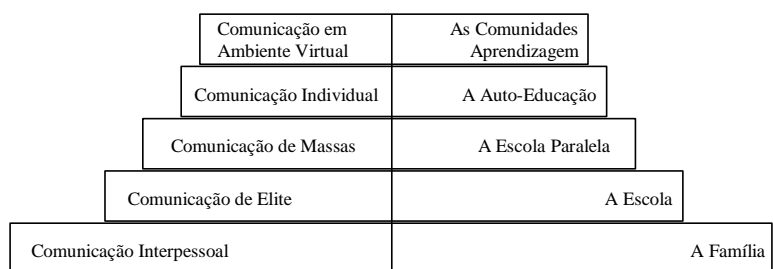 Comunicação em
Ambiente Virtual
As Comunidades
Aprendizagem
Comunicação Individual
A Auto-Educação
Comunicação de Massas
A Escola Paralela
Comunicação de Elite
A Escola
Comunicação Interpessoal
A Família